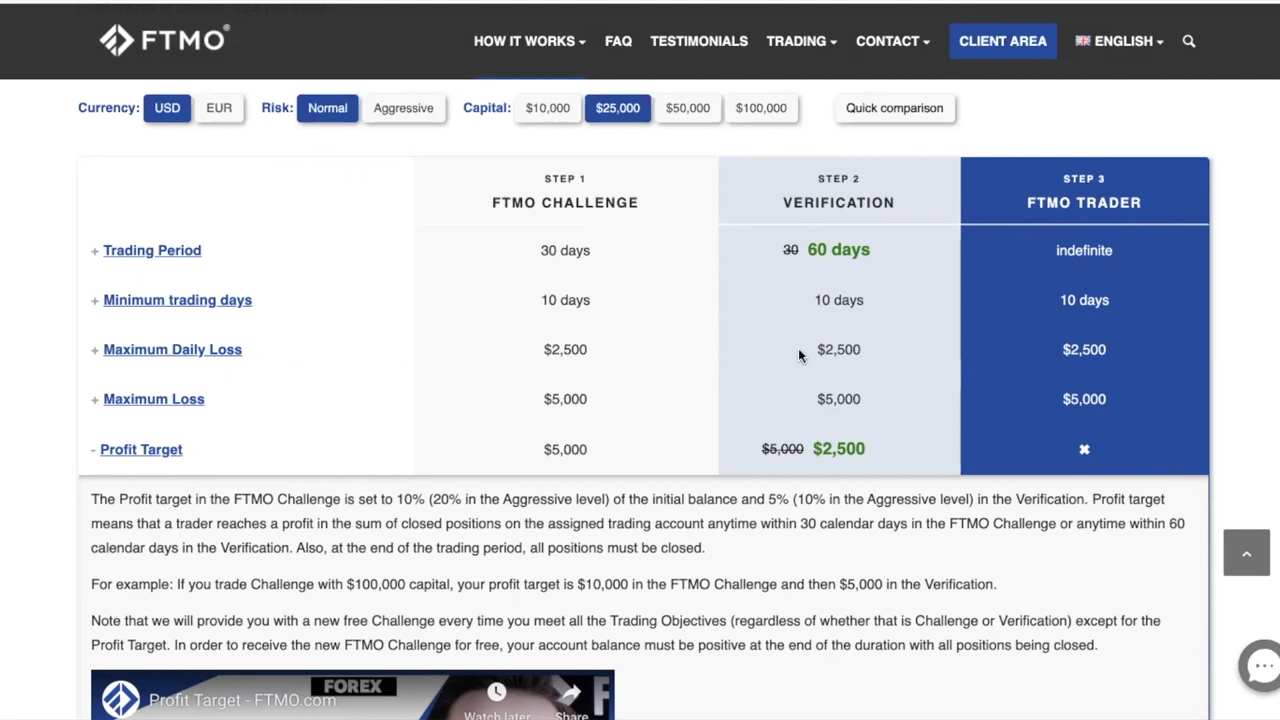 FTMO®
HOW IT WORKS FAQ TESTIMONIALS TRADING CONTACT CLIENT AREA ENGLISH
Currency: USD EUR Risk: Normal Aggressive Capital: $10,000 $25,000 $50,000 $100,000 Quick comparison
STEP 1 STEP 2 STEP 3
FTMO CHALLENGE VERIFICATION FTMO TRADER
+ Trading Period 30 days 30 60 days indefinite
+ Minimum trading days 10 days 10 days 10 days
+ Maximum Daily Loss $2,500 $2,500 $2,500
+ Maximum Loss $5,000 $5,000 $5,000
- Profit Target $5,000 $5,000 $2,500 ✖
The Profit target in the FTMO Challenge is set to 10% (20% in the Aggressive level) of the initial balance and 5% (10% in the Aggressive level) in the Verification. Profit target
means that a trader reaches a profit in the sum of closed positions on the assigned trading account anytime within 30 calendar days in the FTMO Challenge or anytime within 60
calendar days in the Verification. Also, at the end of the trading period, all positions must be closed.
For example: If you trade Challenge with $100,000 capital, your profit target is $10,000 in the FTMO Challenge and then $5,000 in the Verification.
Note that we will provide you with a new free Challenge every time you meet all the Trading Objectives (regardless of whether that is Challenge or Verification) except for the
Profit Target. In order to receive the new FTMO Challenge for free, your account balance must be positive at the end of the duration with all positions being closed.
FOREX
Profit Target - FTMO.com
Watch later Share